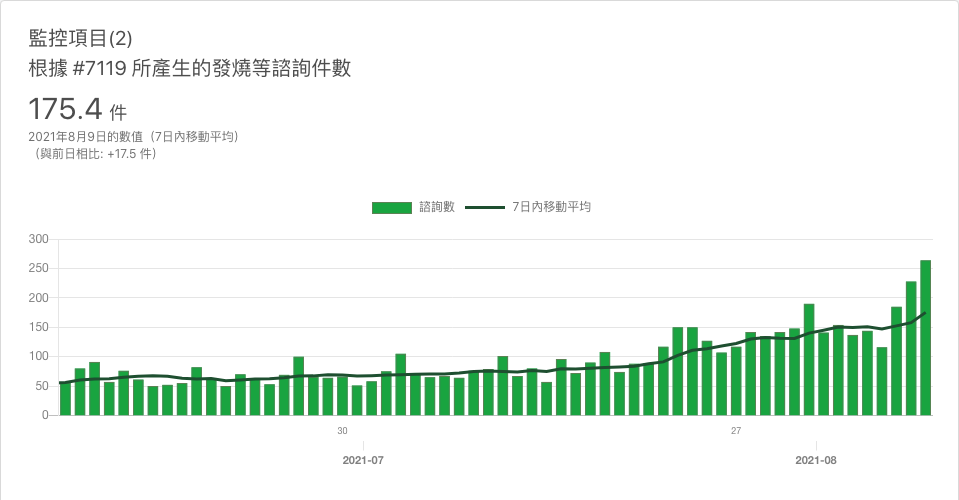 監控項目(2)
根據 #7119 所產生的發燒等諮詢件數
175.4 件
2021年8月9日的數值（7日內移動平均）
（與前日相比: +17.5 件）
諮詢數 7日內移動平均
300
250
200
150
100
50
0
30 27
2021-07 2021-08